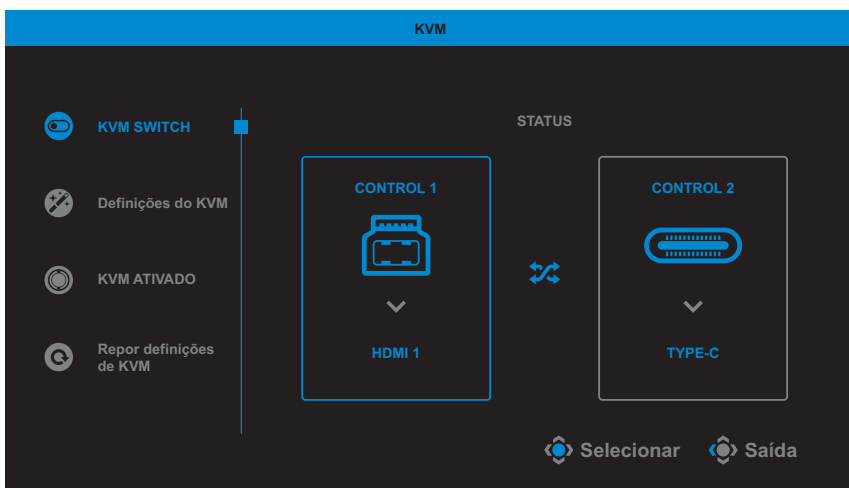 KVM
KVM SWITCH
Definições do KVM
KVM ATIVADO
Repor definições
de KVM
STATUS
CONTROL 1
HDMI 1
CONTROL 2
TYPE-C
Selecionar
Saída